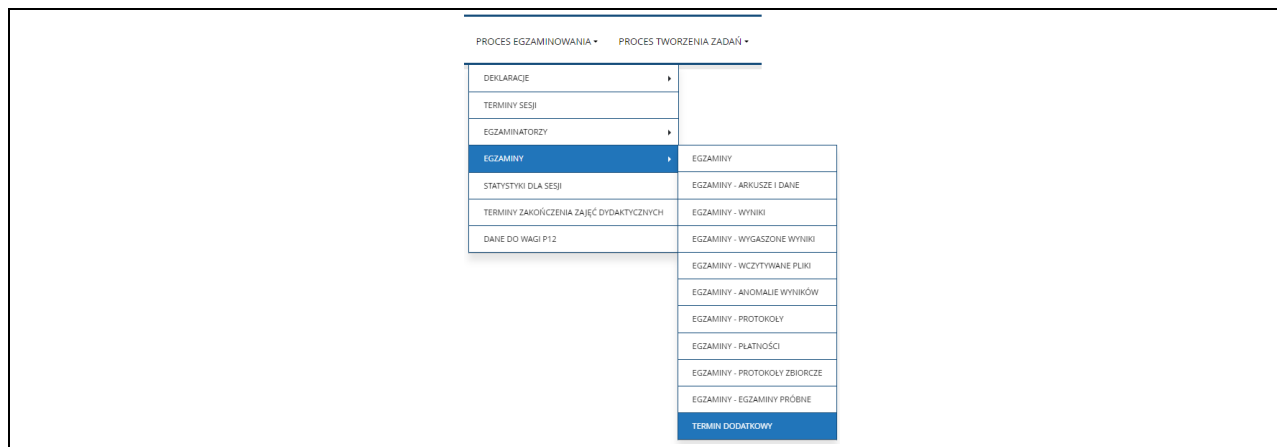 PROCES EGZAMINOWANIA PROCES TWORZENIA ZADAŃ
DEKLARACJE
TERMINY SESJI
EGZAMINATORZY
EGZAMINY
STATYSTYKI DLA SESJI
TERMINY ZAKOŃCZENIA ZAJĘĆ DYDAKTYCZNYCH
DANE DO WAGI P12
EGZAMINY
EGZAMINY - ARKUSZE I DANE
EGZAMINY - WYNIKI
EGZAMINY - WYGASZONE WYNIKI
EGZAMINY - WCZYTYWANE PLIKI
EGZAMINY - ANOMALIE WYNIKÓW
EGZAMINY - PROTOKOŁY
EGZAMINY - PŁATNOŚCI
EGZAMINY - PROTOKOŁY ZBIORCZE
EGZAMINY - EGZAMINY PRÓBNE
TERMIN DODATKOWY